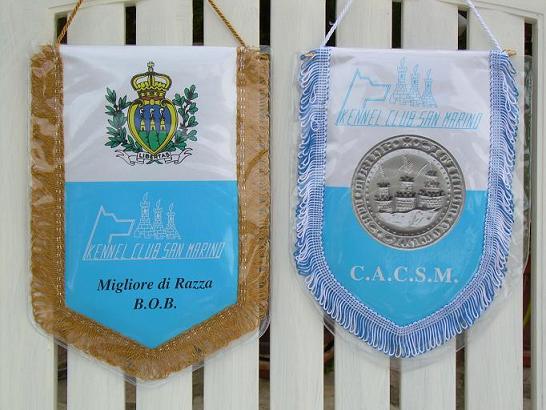 LIBERTAS
KENNEL CLUB SAN MARINO
Migliore di Razza
B.O.B.
KENNEL CLUB SAN MARINO
C.A.C.S.M.